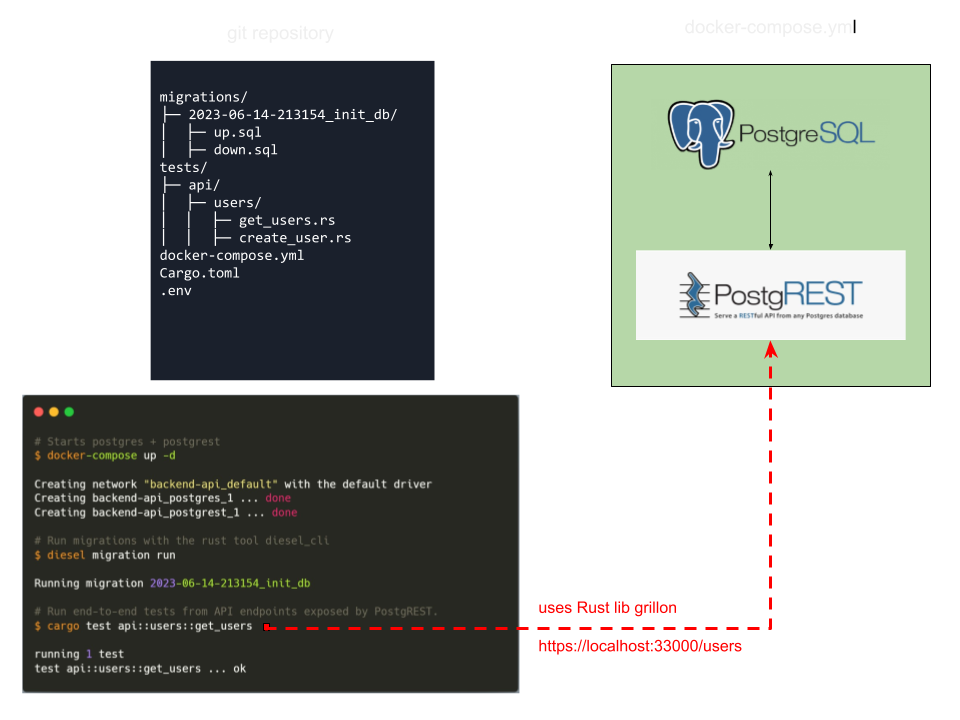 git repository
docker-compose.yml
migrations/
├── 2023-06-14-213154_init_db/
│  ├── up.sql
│  ├── down.sql
tests/
├── api/
│  ├── users/
│  │  ├── get_users.rs
│  │  ├── create_user.rs
docker-compose.yml
Cargo.toml
.env
PostgreSQL
PostgREST
Serve a RESTful API from any Postgres database
# Starts postgres + postgrest
$ docker-compose up -d
Creating network "backend-api_default" with the default driver
Creating backend-api_postgres_1 ... done
Creating backend-api_postgrest_1 ... done
# Run migrations with the rust tool diesel_cli
$ diesel migration run
Running migration 2023-06-14-213154_init_db
# Run end-to-end tests from API endpoints exposed by PostgREST.
$ cargo test api::users::get_users
running 1 test
test api::users::get_users ... ok
uses Rust lib grillon
https://localhost:33000/users